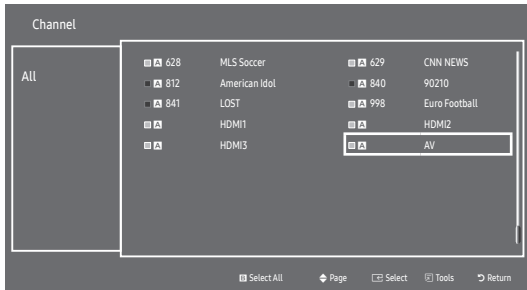 Channel
All
A 628 MLS Soccer A 629 CNN NEWS
A 812 American Idol A 840 90210
A 841 LOST A 998 Euro Football
A HDMI1 A HDMI2
A HDMI3 A AV
B Select All Page Select Tools Return